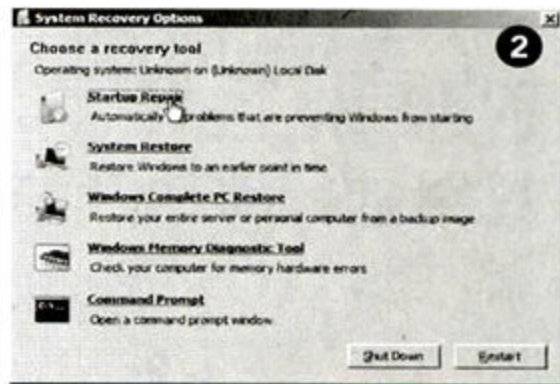 System Recovery Options
2
Choose a recovery tool
Operating system: Unknown on (Unknown) Local Disk
Startup Repair
Automatically problems that are preventing Windows from starting
System Restore
Restore Windows to an earlier point in time
Windows Complete PC Restore
Restore your entire server or personal computer from a backup image
Windows Memory Diagnostic Tool
Check your computer for memory hardware errors
Command Prompt
Open a command prompt window
Shut Down Restart